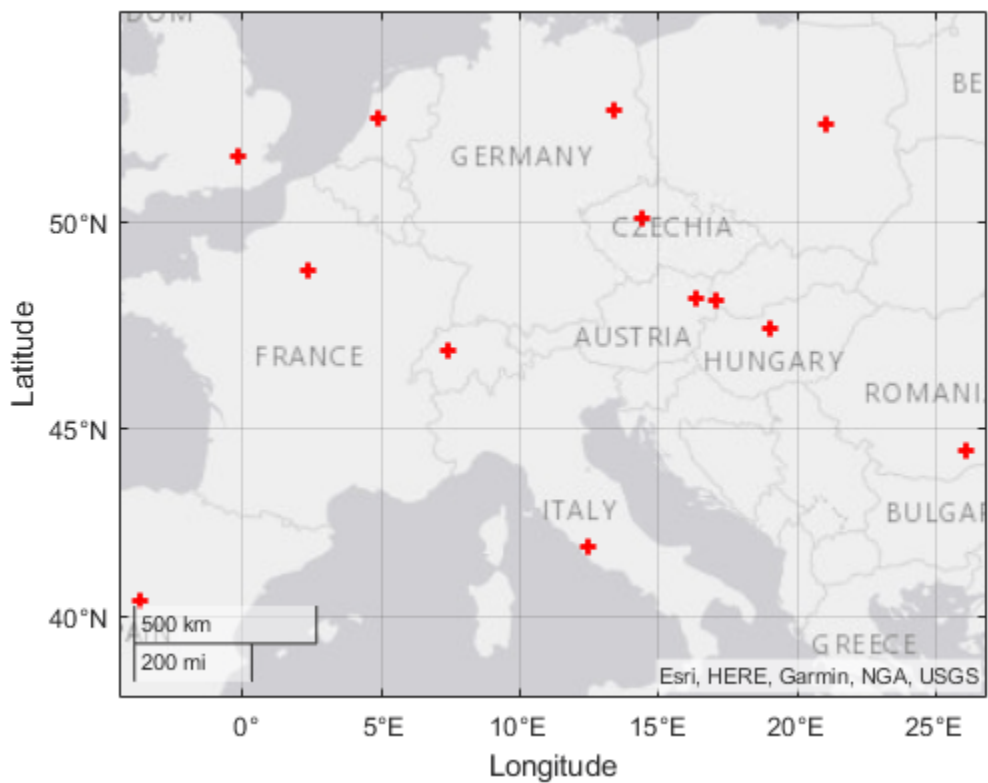 DOM
BE
GERMANY
50°N
CZECHIA
AUSTRIA
FRANCE
HUNGARY
ROMANI
45°N
ITALY
BULGAR
40°N
500 km
AIN
200 mi
GREECE
Esri, HERE, Garmin, NGA, USGS
0°
5°E
10°E
15°E
20°E
25°E
Longitude
Latitude